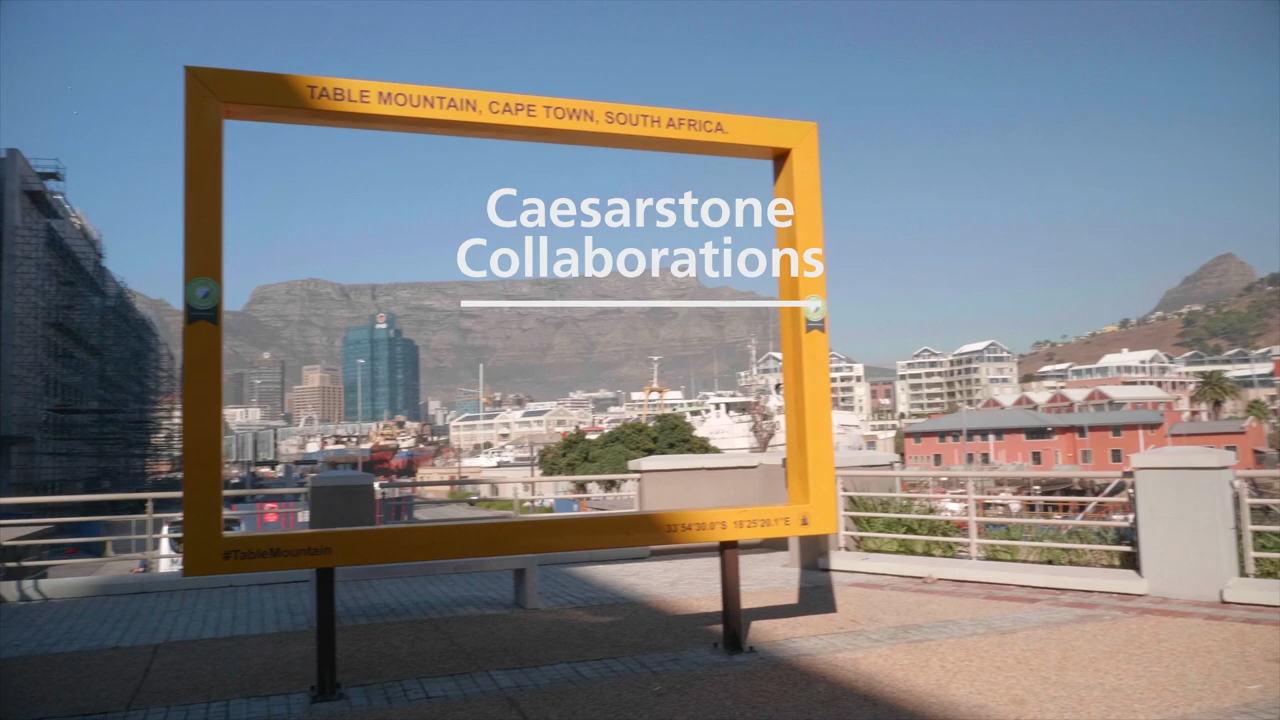 TABLE MOUNTAIN, CAPE TOWN, SOUTH AFRICA.
Caesarstone
Collaborations
33°54'30.0"S 18°25'20.1"E
#TableMountain